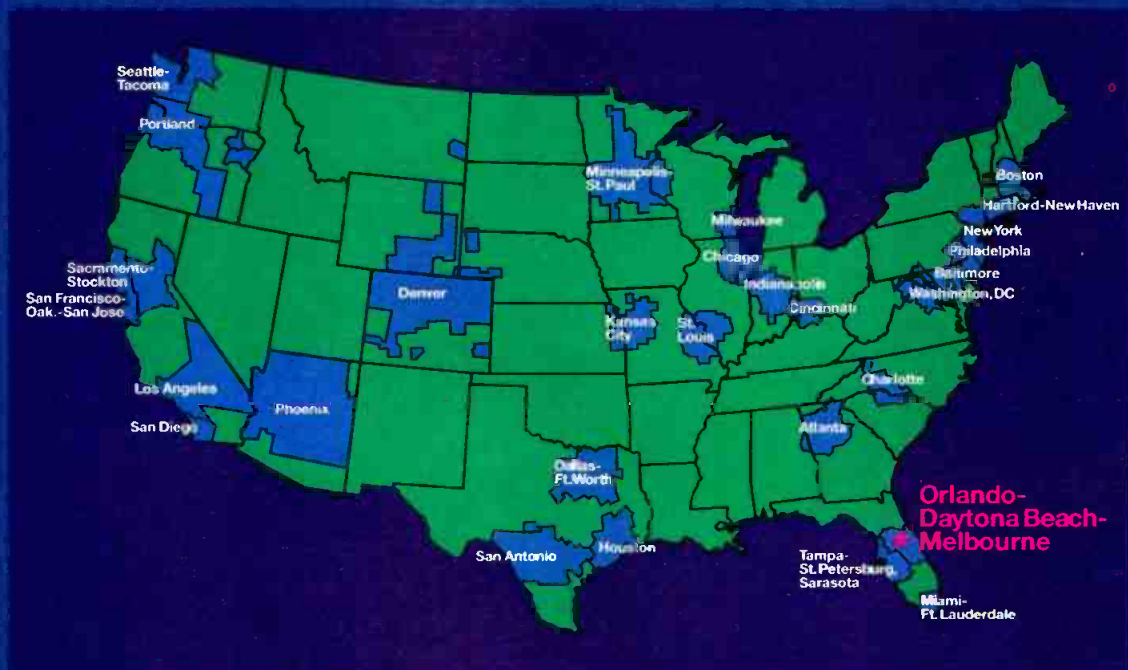 Seattle-
Tacoma
Portland
Minneapolis-
St. Paul
Boston
Hartford-New Haven
New York
Philadelphia
Baltimore
Washington, DC
Milwaukee
Chicago
Indianapolis
Cincinnati
Sacramento-
Stockton
San Francisco-
Oak.-San Jose
Denver
Kansas
City
St.
Louis
Los Angeles
Phoenix
San Diego
Charlotte
Atlanta
Dallas-
Ft. Worth
San Antonio
Houston
Orlando-
Daytona Beach-
Melbourne
Tampa-
St. Petersburg,
Sarasota
Miami-
Ft. Lauderdale